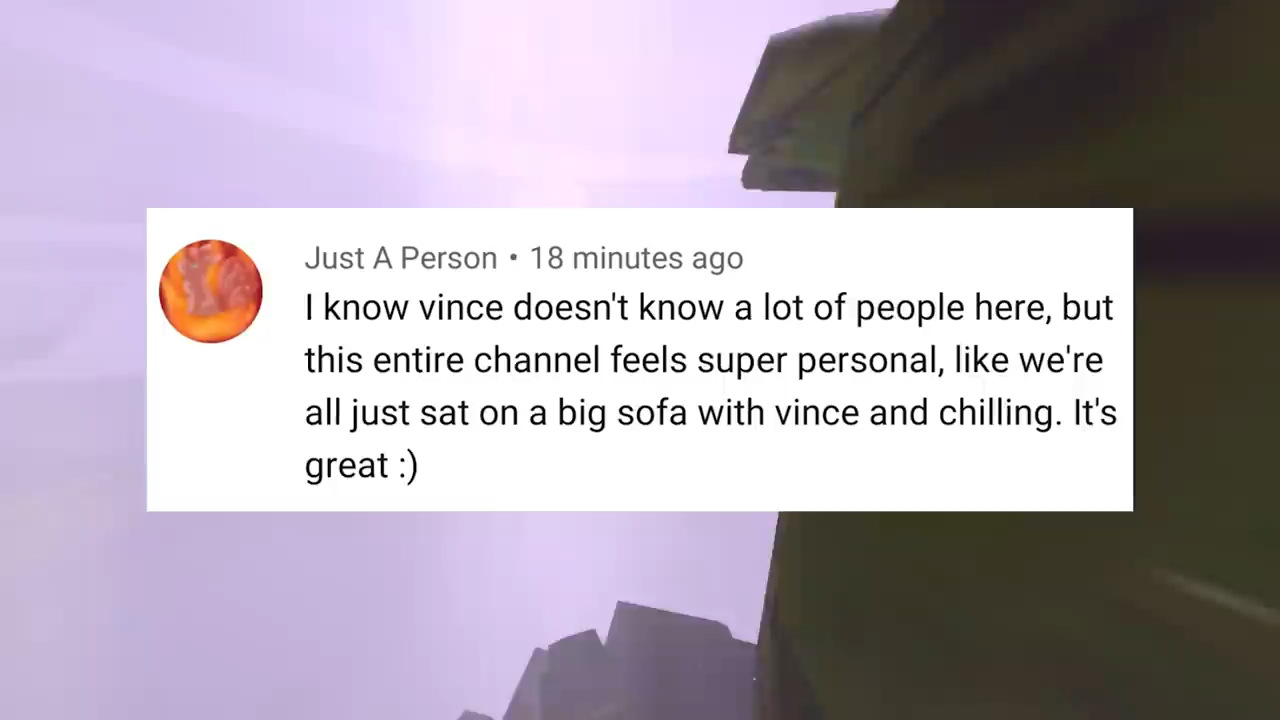 Just A Person • 18 minutes ago
I know vince doesn't know a lot of people here, but
this entire channel feels super personal, like we're
all just sat on a big sofa with vince and chilling. It's
great :)